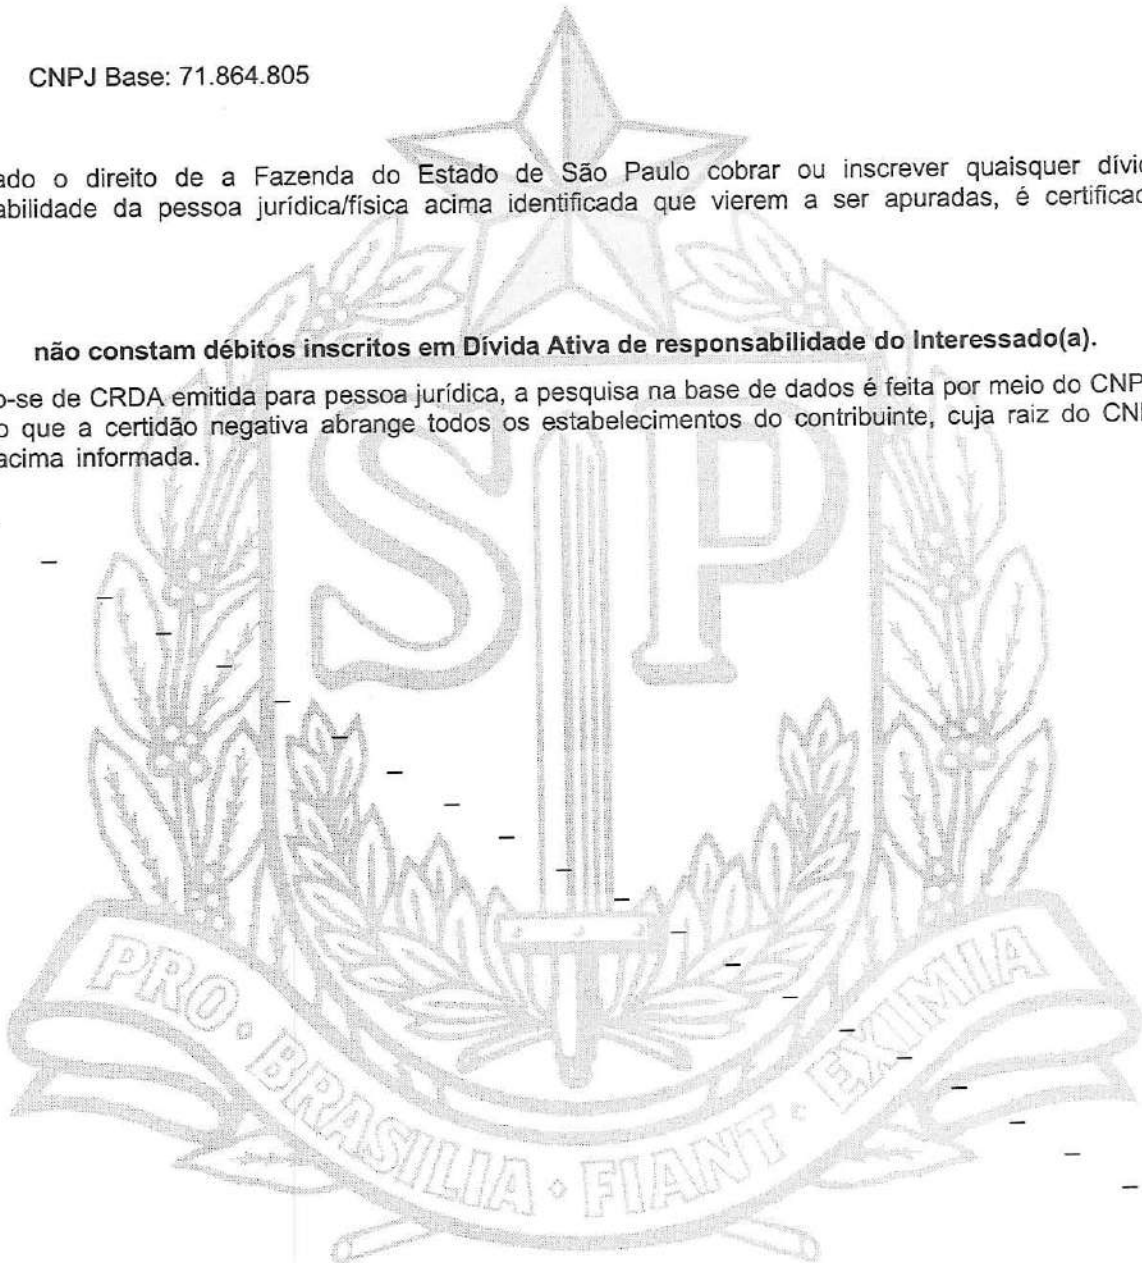 CNPJ Base: 71.864.805
ado o direito de a Fazenda do Estado de São Paulo cobrar ou inscrever quaisquer dívid
abilidade da pessoa jurídica/física acima identificada que vierem a ser apuradas, é certificad
não constam débitos inscritos em Dívida Ativa de responsabilidade do Interessado(a).
o-se de CRDA emitida para pessoa jurídica, a pesquisa na base de dados é feita por meio do CNP
o que a certidão negativa abrange todos os estabelecimentos do contribuinte, cuja raiz do CN
acima informada.
SP
PRO · BRASILIA · FIANT · EXIMIA